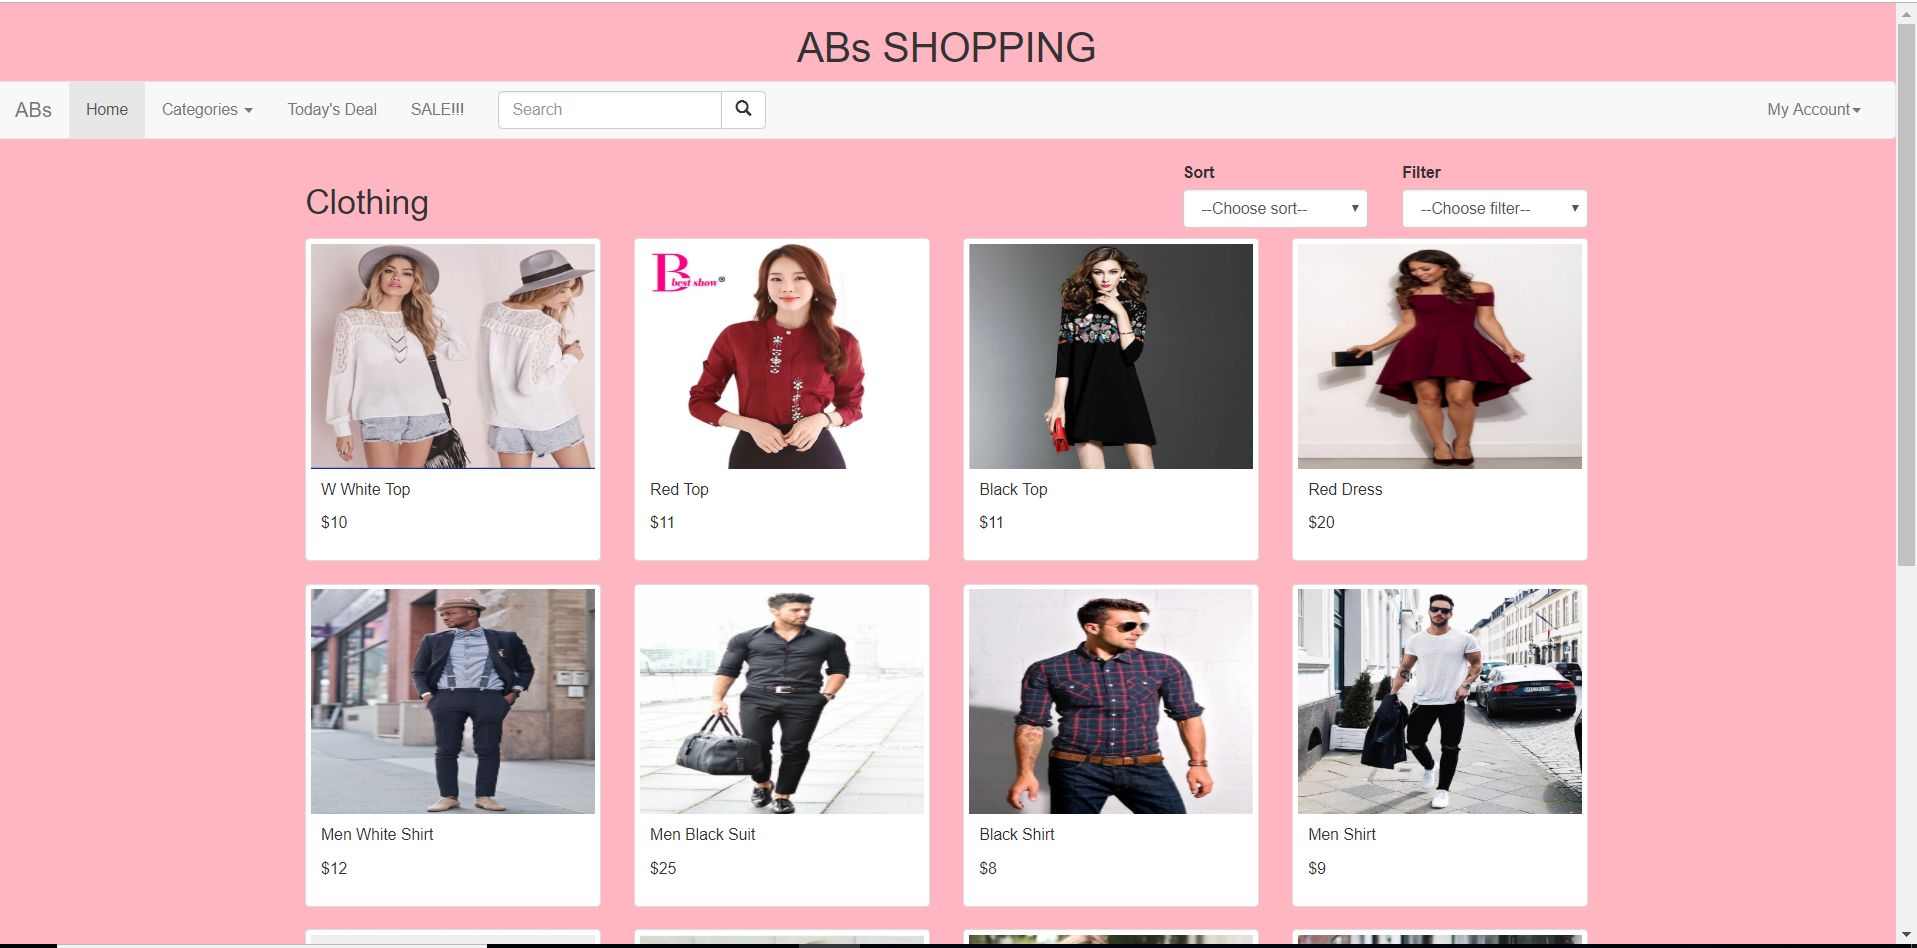 ABs SHOPPING
ABs Home Categories Today's Deal SALE!!! Search My Account
Sort Filter
Clothing --Choose sort-- --Choose filter--
B
best show®
W White Top Red Top Black Top Red Dress
$10 $11 $11 $20
Men White Shirt Men Black Suit Black Shirt Men Shirt
$12 $25 $8 $9